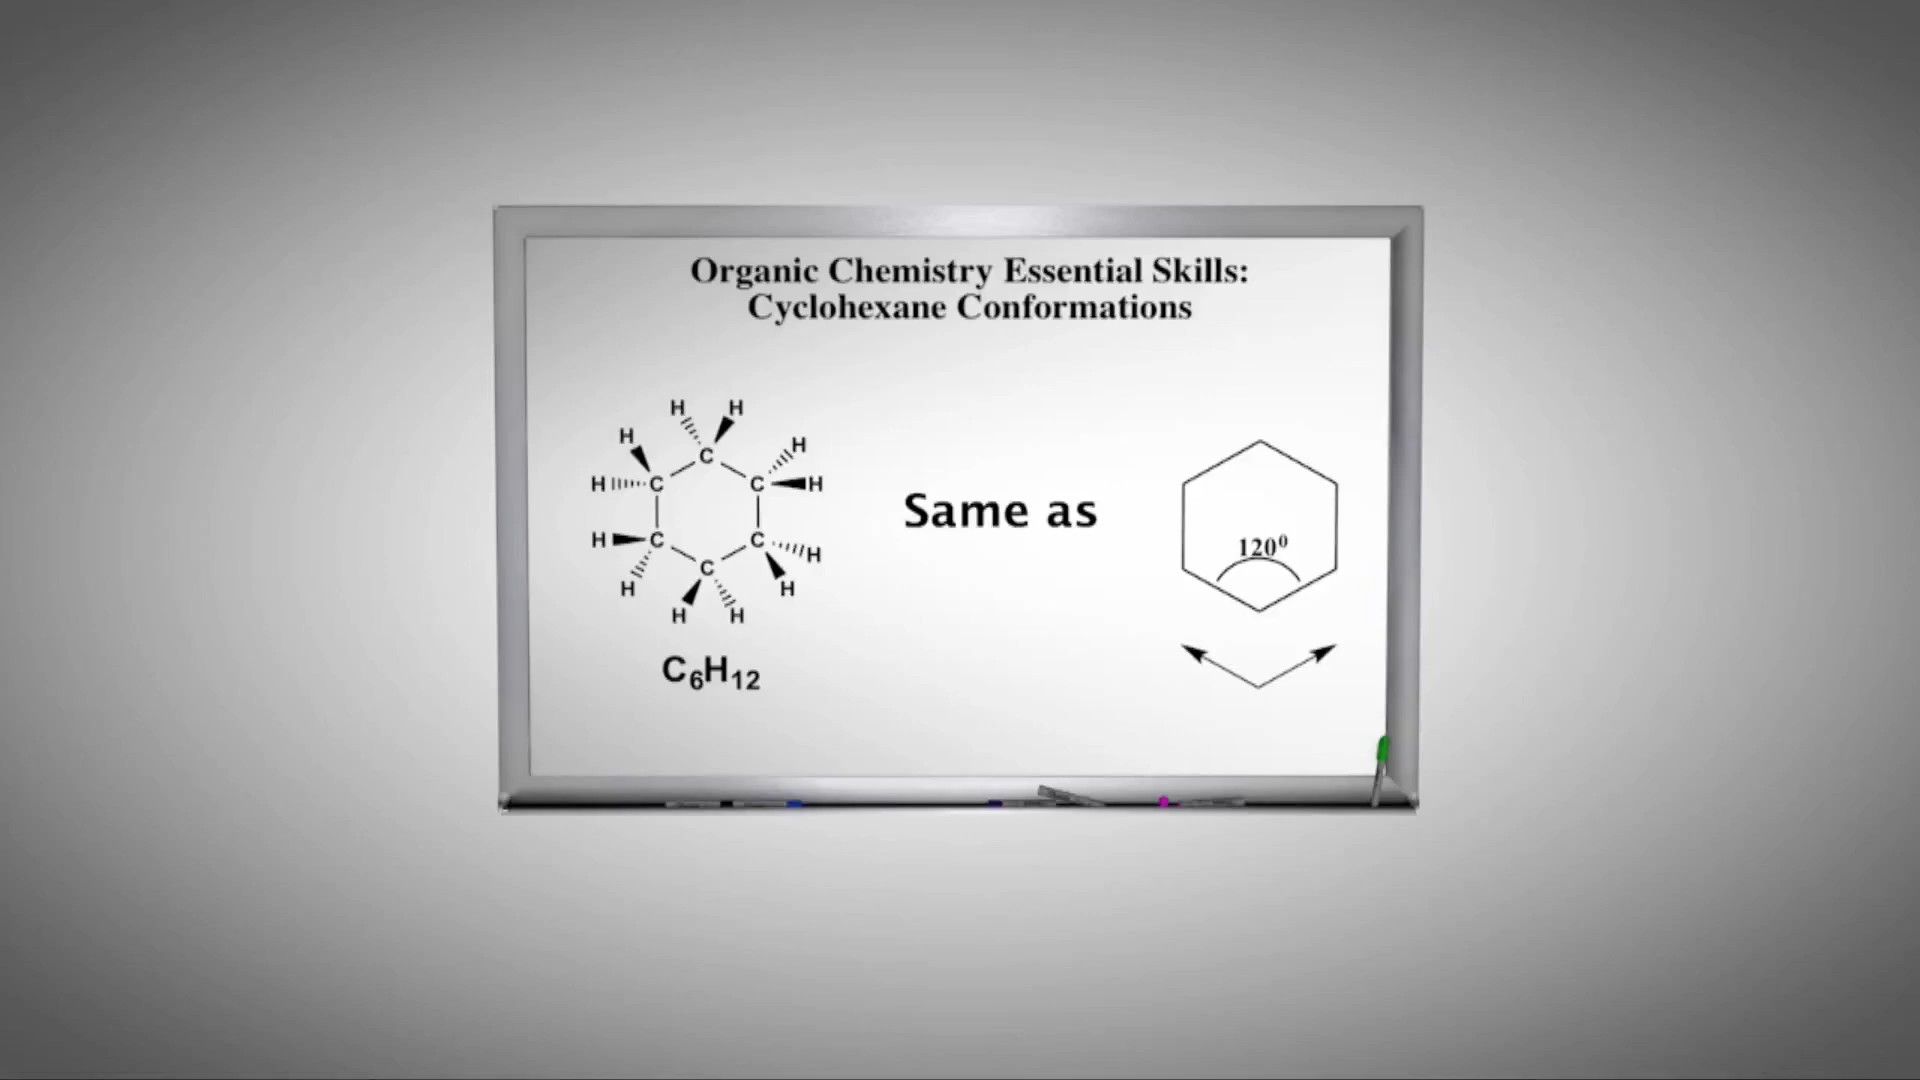 Organic Chemistry Essential Skills:
Cyclohexane Conformations
H H
H H
C
H C C H
H C C H
C
H H
H H
C₆H₁₂
Same as
120⁰